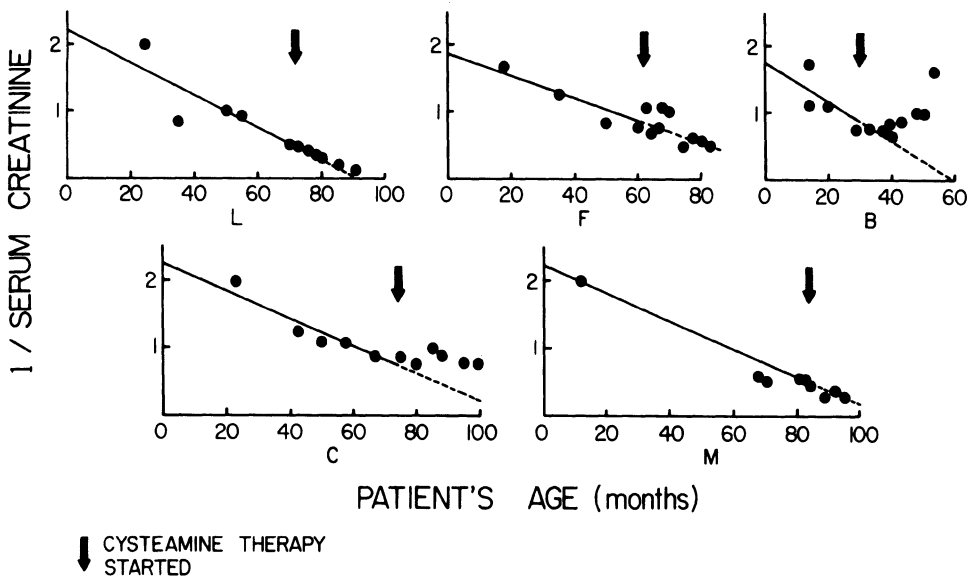 2
1
0 20 40 60 80 100
L
2
1
0 20 40 60 80
F
2
1
0 20 40 60
B
1 / SERUM CREATININE
2
1
0 20 40 60 80 100
C
2
1
0 20 40 60 80 100
M
PATIENT'S AGE (months)
CYSTEAMINE THERAPY
STARTED